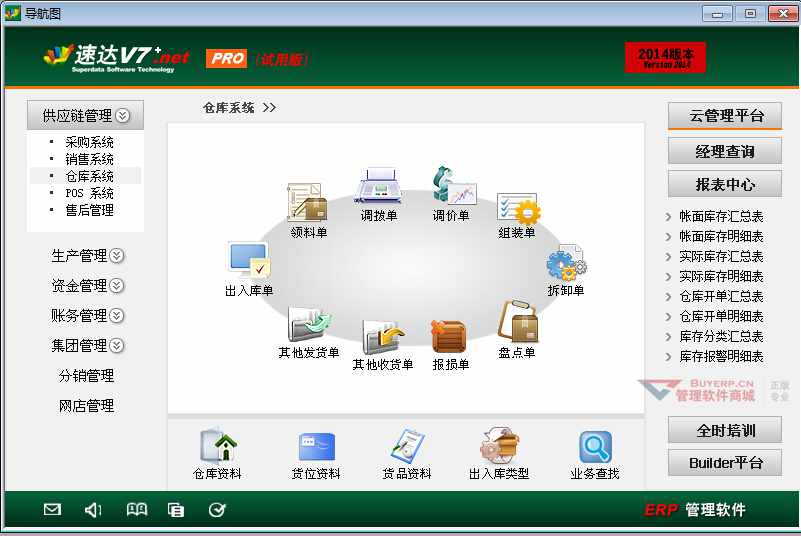 导航图
速达V7+.net PRO (试用版)
Superdata Software Technology
2014版本
Version 2014
供应链管理
采购系统
销售系统
仓库系统
POS 系统
售后管理
生产管理
资金管理
账务管理
集团管理
分销管理
网店管理
仓库系统 >>
领料单
调拨单
调价单
组装单
出入库单
拆卸单
其他发货单
其他收货单
报损单
盘点单
仓库资料
货位资料
货品资料
出入库类型
业务查找
云管理平台
经理查询
报表中心
帐面库存汇总表
帐面库存明细表
实际库存汇总表
实际库存明细表
仓库开单汇总表
仓库开单明细表
库存分类汇总表
库存报警明细表
BUYERP.CN
管理软件商城
正版
专业
全时培训
Builder平台
ERP 管理软件